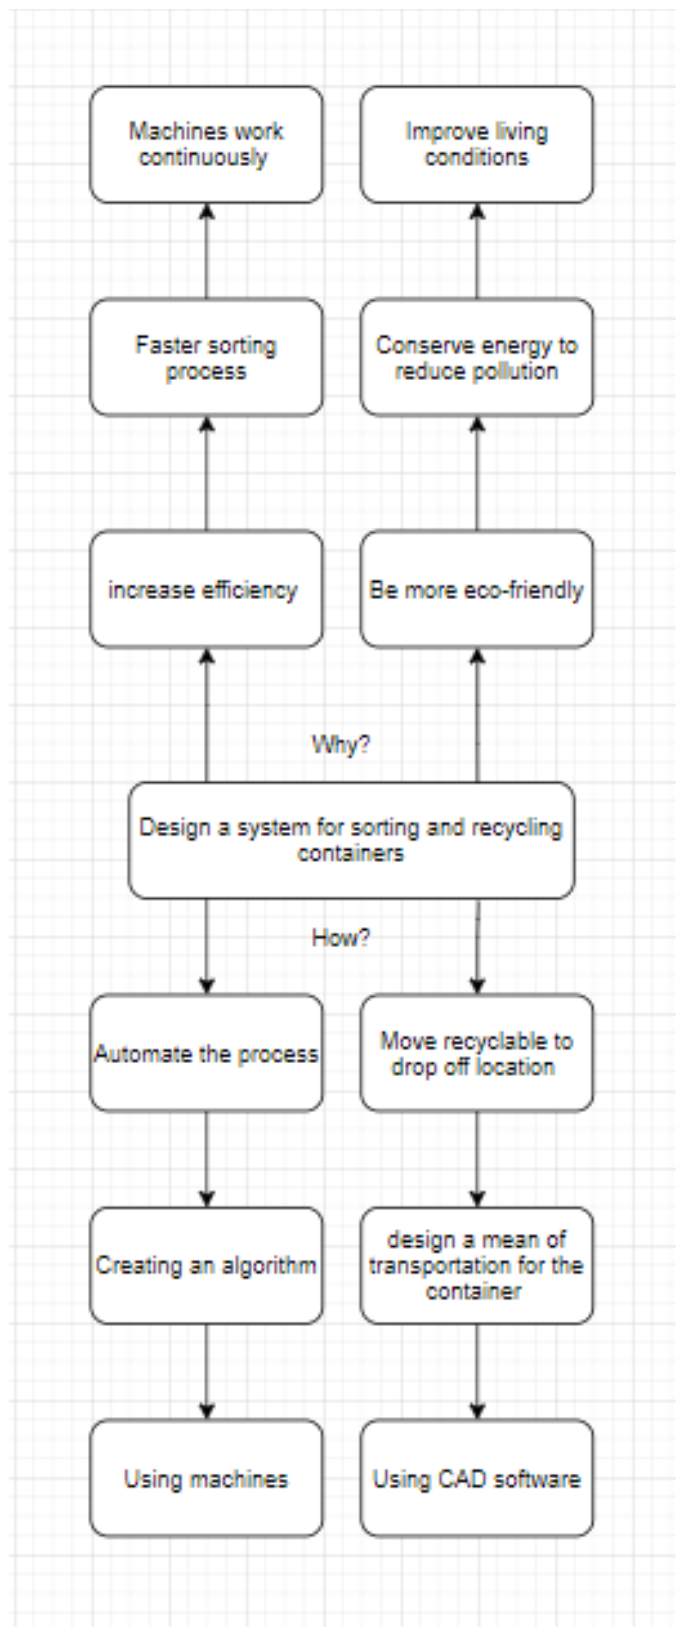 Machines work
continuously
Improve living
conditions
Faster sorting
process
Conserve energy to
reduce pollution
increase efficiency
Be more eco-friendly
Why?
Design a system for sorting and recycling
containers
How?
Automate the process
Move recyclable to
drop off location
Creating an algorithm
design a mean of
transportation for the
container
Using machines
Using CAD software